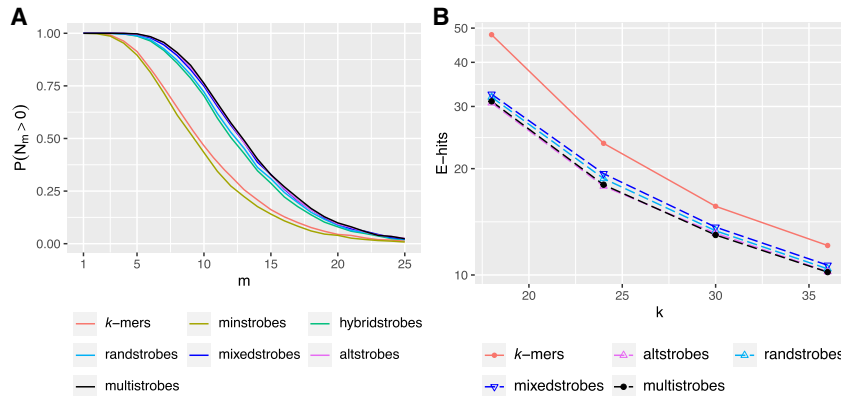 A
1.00
0.75
0.50
0.25
0.00
P(Nm > 0)
1 5 10 15 20 25
m
k−mers minstrobes hybridstrobes
randstrobes mixedstrobes altstrobes
multistrobes
B
50
40
30
20
10
E−hits
20 25 30 35
k
k−mers altstrobes randstrobes
mixedstrobes multistrobes